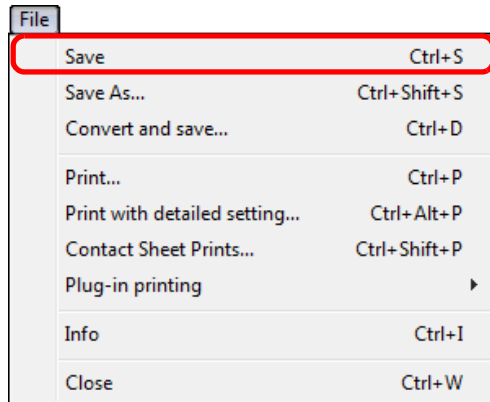 File
Save Ctrl+S
Save As... Ctrl+Shift+S
Convert and save... Ctrl+D
Print... Ctrl+P
Print with detailed setting... Ctrl+Alt+P
Contact Sheet Prints... Ctrl+Shift+P
Plug-in printing
Info Ctrl+I
Close Ctrl+W